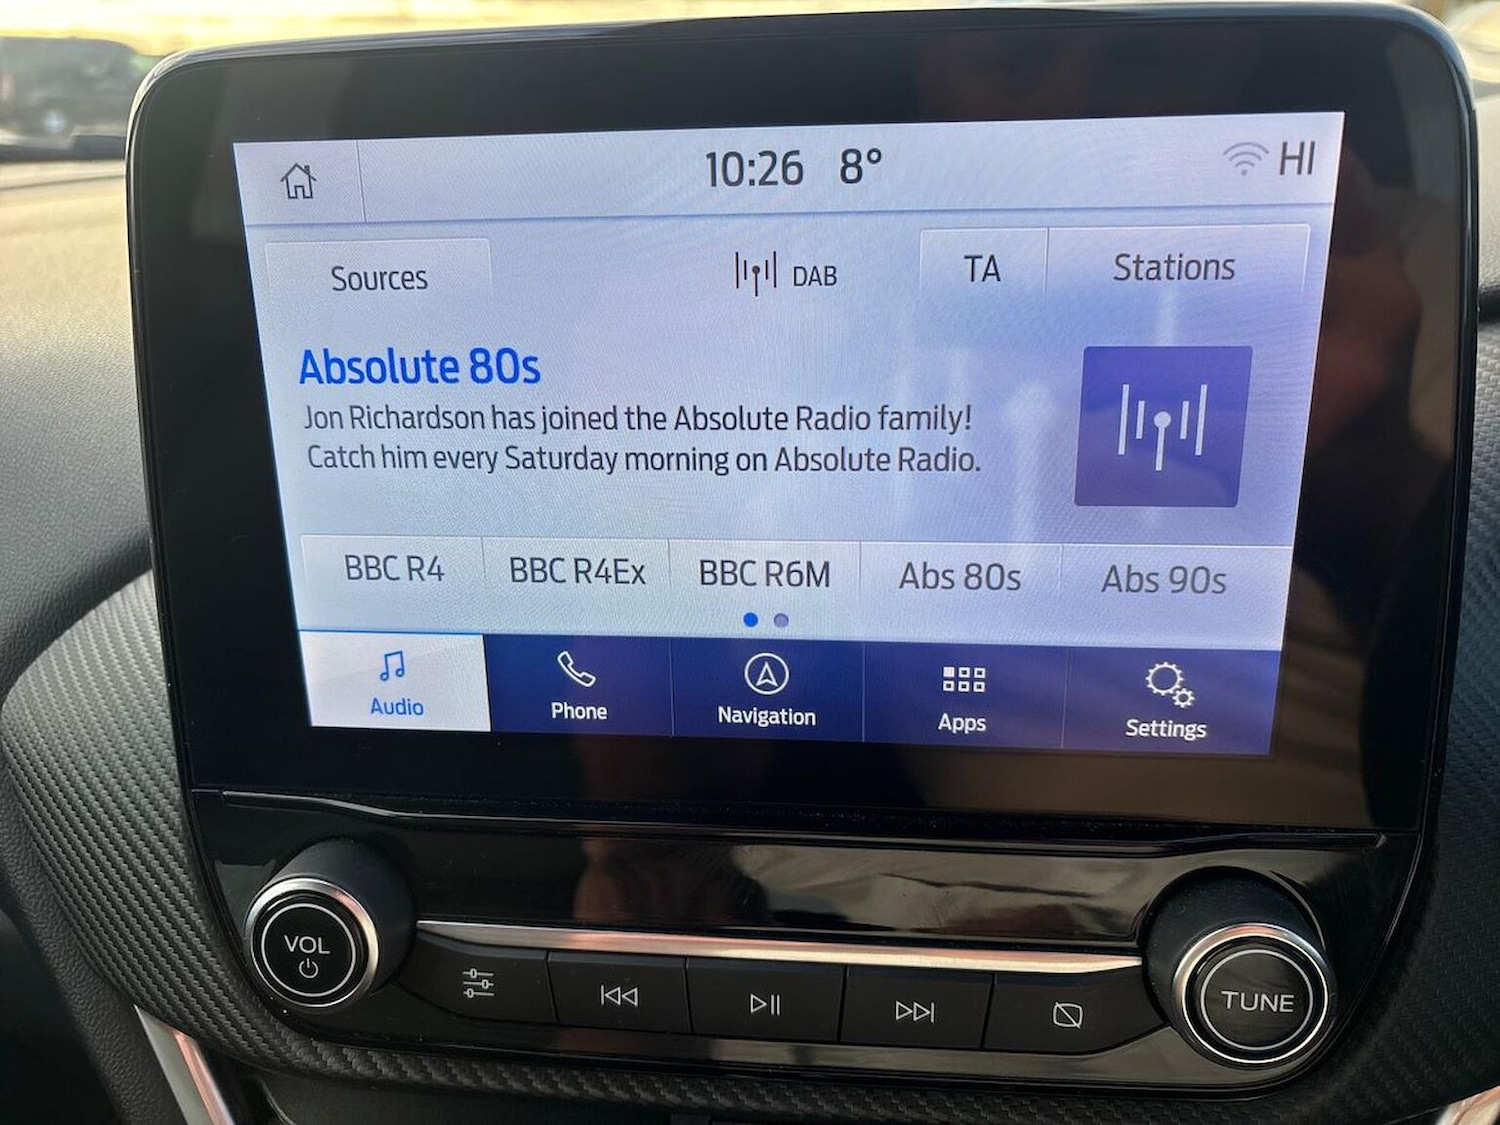 10:26 8° HI
Sources DAB TA Stations
Absolute 80s
Jon Richardson has joined the Absolute Radio family!
Catch him every Saturday morning on Absolute Radio.
BBC R4 BBC R4Ex BBC R6M Abs 80s Abs 90s
Audio Phone Navigation Apps Settings
VOL TUNE